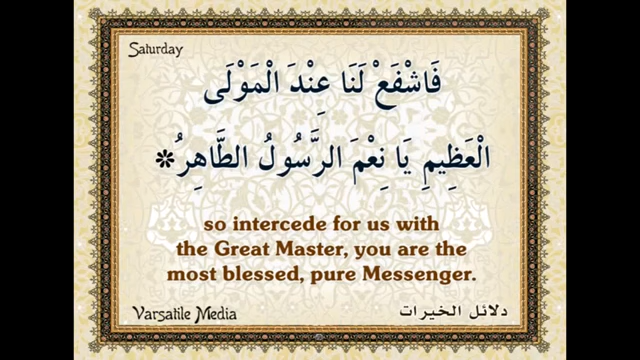 Saturday
فَاشْفَعْ لَنَا عِنْدَ الْمَوْلَى
الْعَظِيمِ يَا نِعْمَ الرَّسُولُ الطَّاهِرُ *
so intercede for us with
the Great Master, you are the
most blessed, pure Messenger.
Varsatile Media
دلائل الخيرات